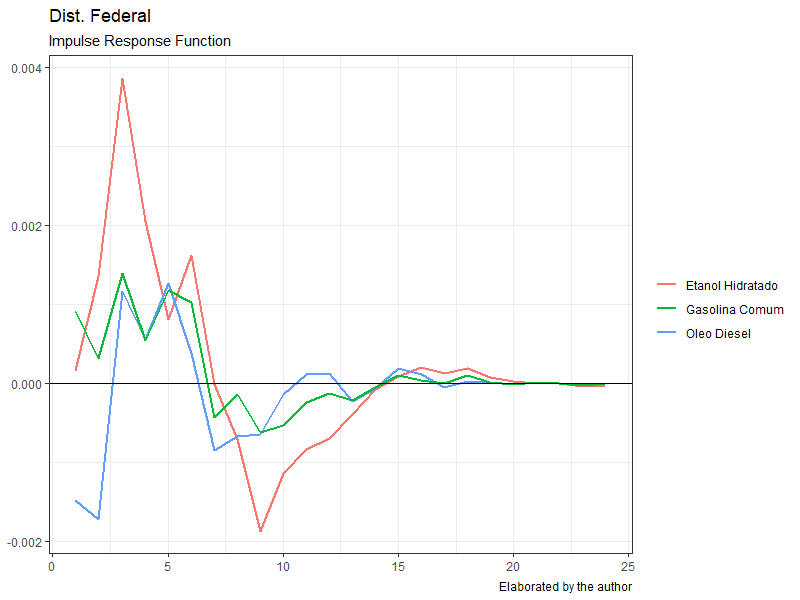 Dist. Federal
Impulse Response Function
0.004
0.002
0.000
-0.002
0 5 10 15 20 25
Etanol Hidratado
Gasolina Comum
Oleo Diesel
Elaborated by the author